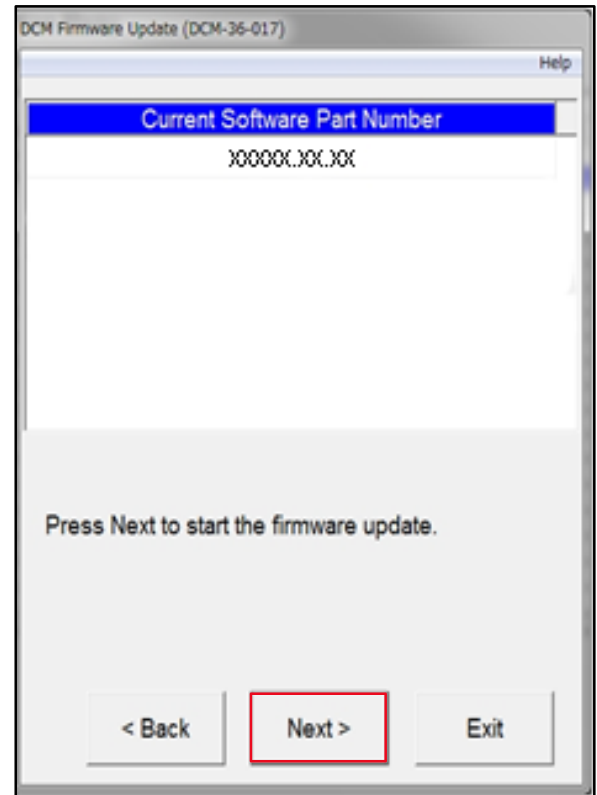 DCM Firmware Update (DCM-36-017)
Help
Current Software Part Number
XXXXX.XX.XX
Press Next to start the firmware update.
< Back
Next >
Exit